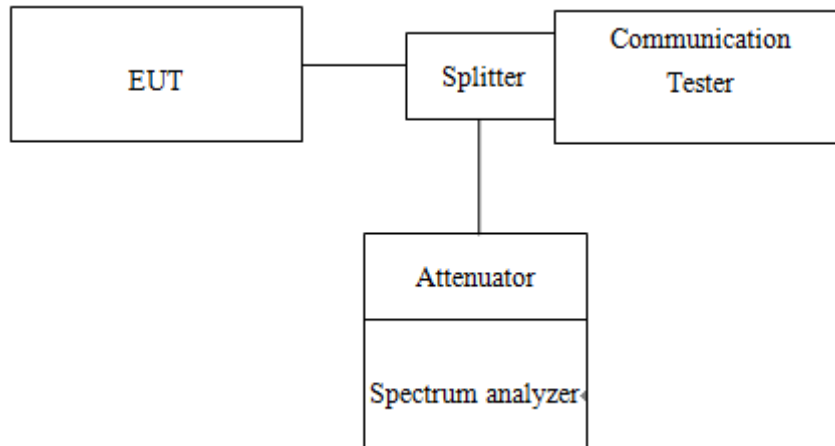 EUT
Splitter
Communication
Tester
Attenuator
Spectrum analyzer